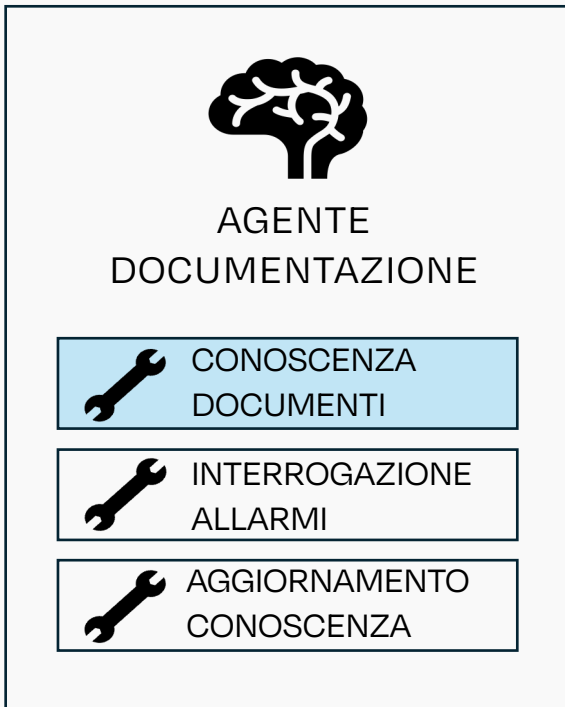 AGENTE
DOCUMENTAZIONE
CONOSCENZA
DOCUMENTI
INTERROGAZIONE
ALLARMI
AGGIORNAMENTO
CONOSCENZA